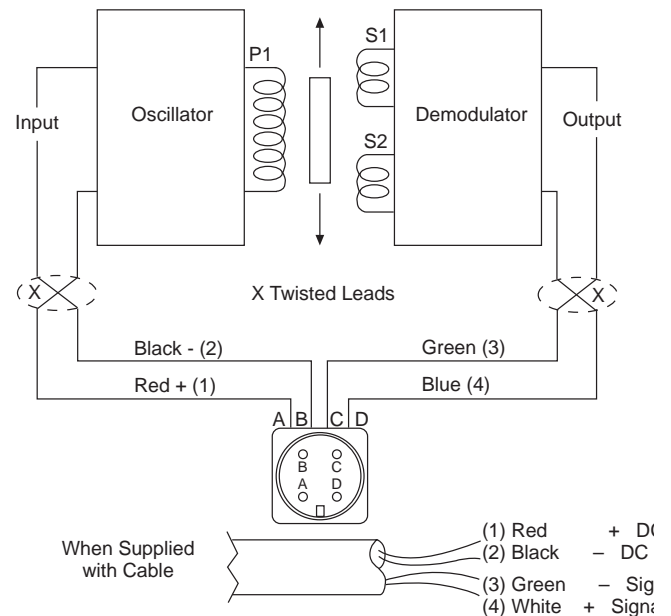 S1
P1
Input
Oscillator
Demodulator
Output
S2
X
X Twisted Leads
X
Black - (2)
Green (3)
Red + (1)
Blue (4)
A B C D
B C
A D
When Supplied
with Cable
(1) Red + DC
(2) Black – DC
(3) Green –
(4) White +